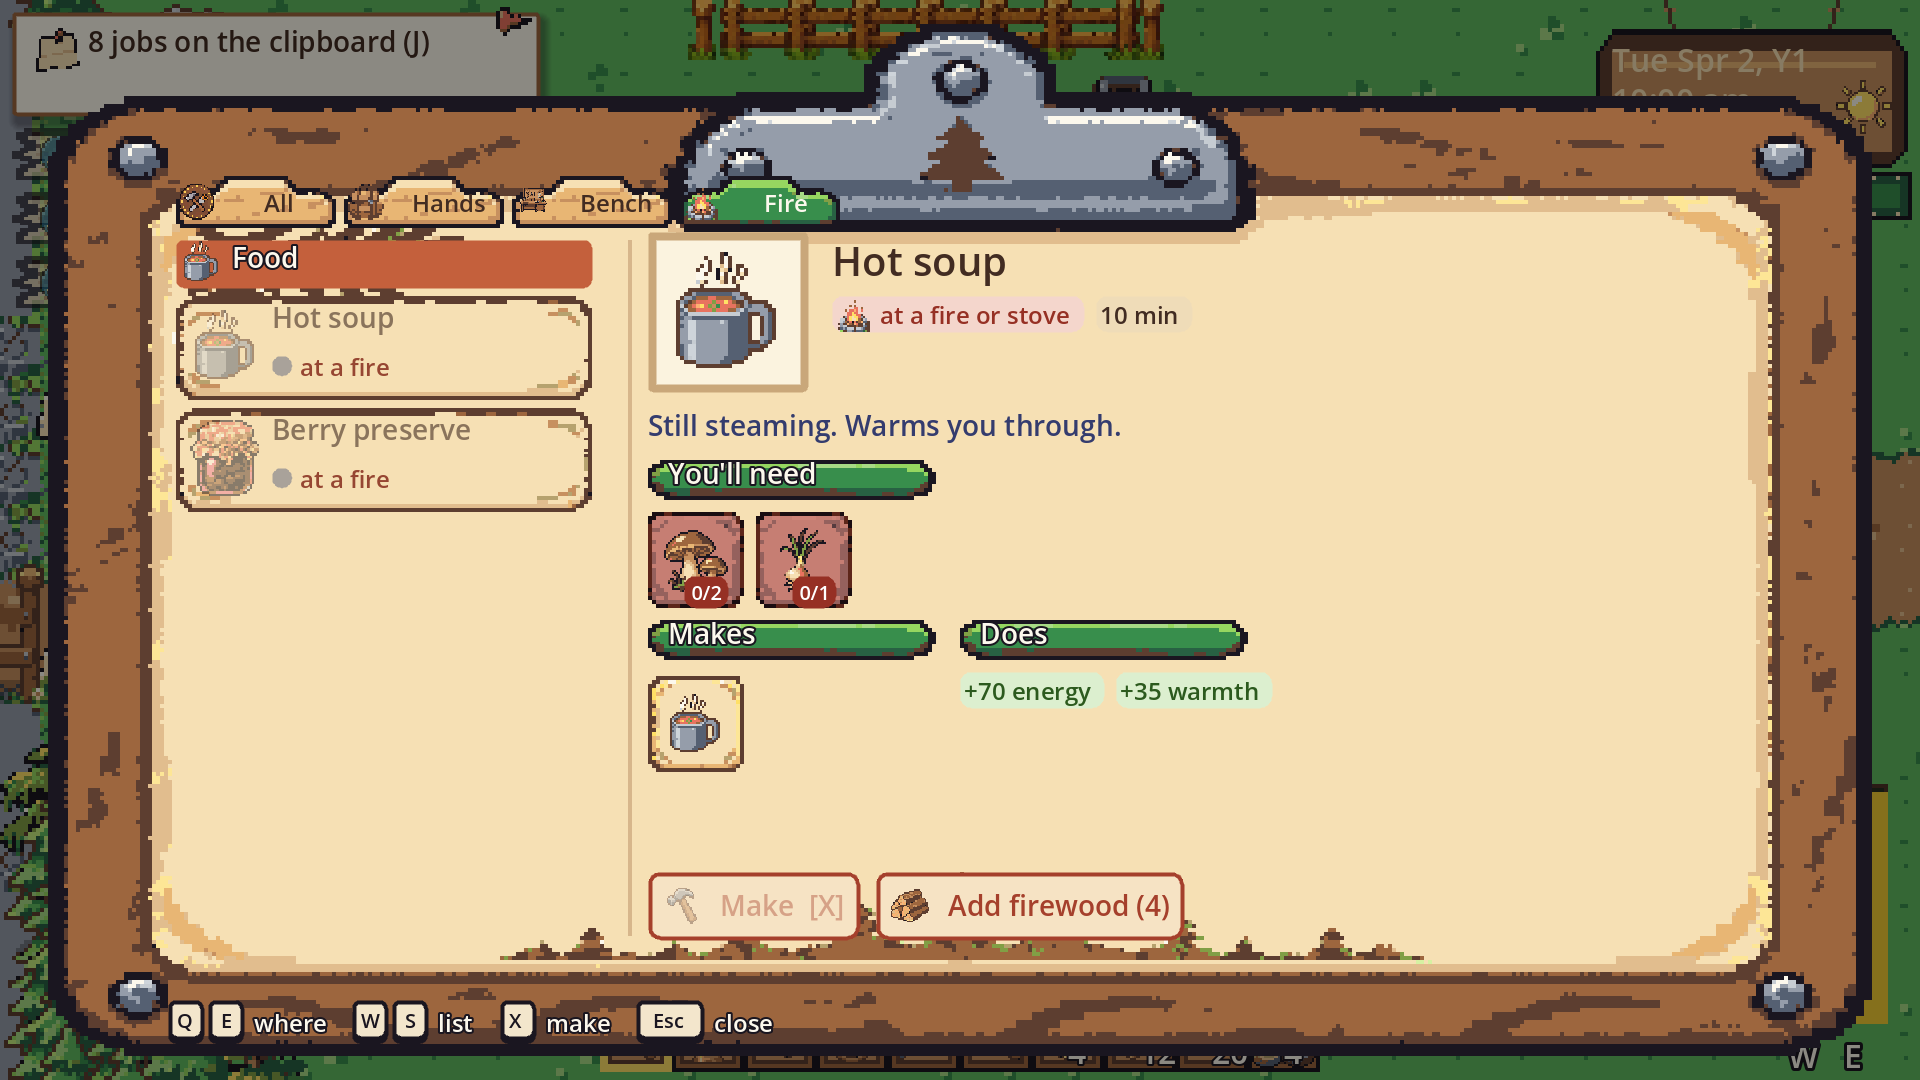 8 jobs on the clipboard (J)
Tue Spr 2, Y1
All
Hands
Bench
Fire
Food
Hot soup
at a fire
Berry preserve
at a fire
Hot soup
at a fire or stove
10 min
Still steaming. Warms you through.
You'll need
0/2
0/1
Makes
Does
+70 energy
+35 warmth
Make [X]
Add firewood (4)
Q E where
W S list
X make
Esc close
W E